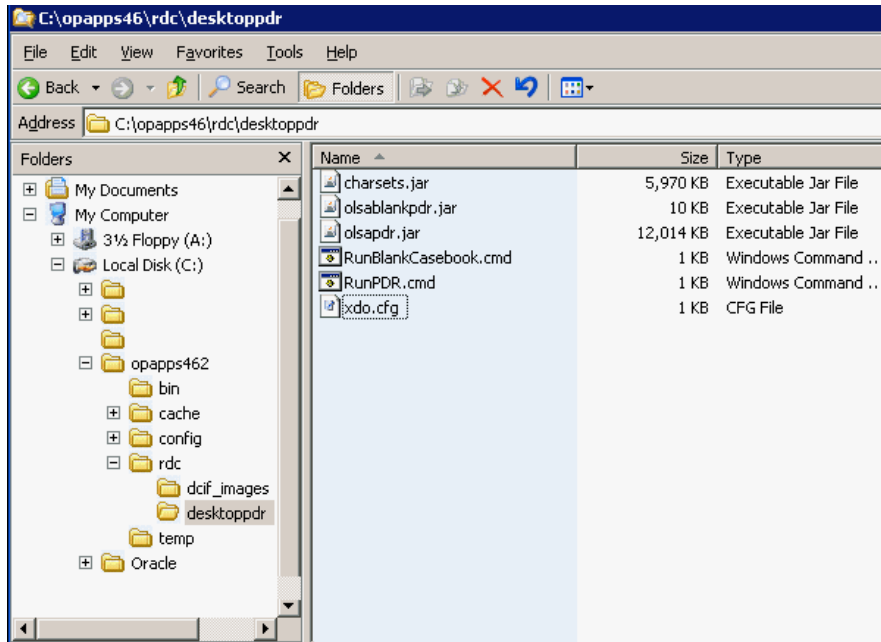 C:\opapps46\rdc\desktoppdr
File Edit View Favorites Tools Help
Back Search Folders
Address C:\opapps46\rdc\desktoppdr
Folders
My Documents
My Computer
3½ Floppy (A:)
Local Disk (C:)
opapps462
bin
cache
config
rdc
dcif_images
desktoppdr
temp
Oracle
Name Size Type
charsets.jar 5,970 KB Executable Jar File
olsablankpdr.jar 10 KB Executable Jar File
olsapdr.jar 12,014 KB Executable Jar File
RunBlankCasebook.cmd 1 KB Windows Command ...
RunPDR.cmd 1 KB Windows Command ...
xdo.cfg 1 KB CFG File